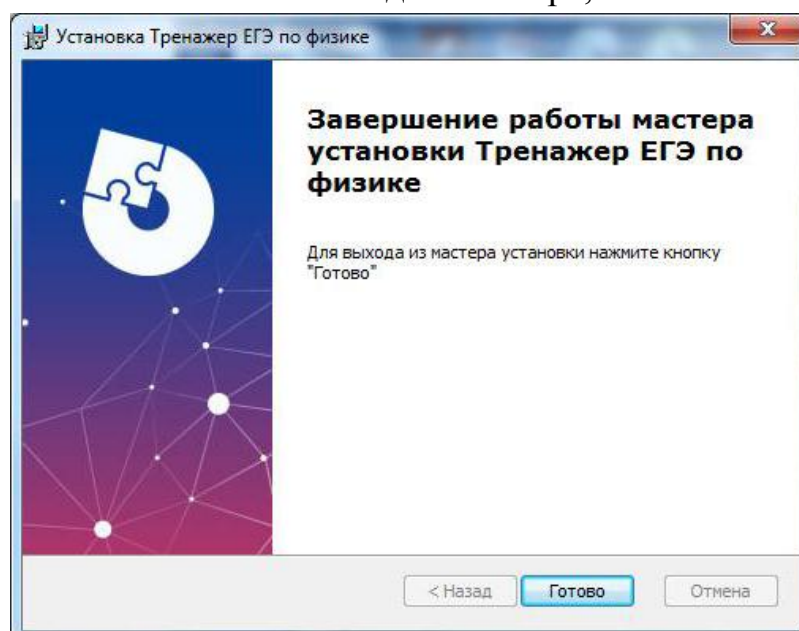 Установка Тренажер ЕГЭ по физике
Завершение работы мастера
установки Тренажер ЕГЭ по
физике
Для выхода из мастера установки нажмите кнопку
"Готово"
< Назад
Готово
Отмена